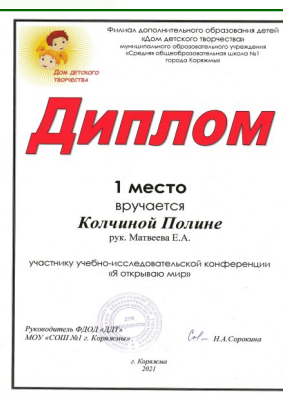 Филиал дополнительного образования детей
«Дом детского творчества»
муниципального образовательного учреждения
«Средняя общеобразовательная школа №1
города Коряжмы»
Дом детского
творчества
Диплом
1 место
вручается
Колчиной Полине
рук. Матвеева Е.А.
участнику учебно-исследовательской конференции
«Я открываю мир»
Руководитель ФДОД «ДДТ»
МОУ «СОШ №1 г. Коряжмы»
Н.А.Сорокина
г. Коряжма
2021